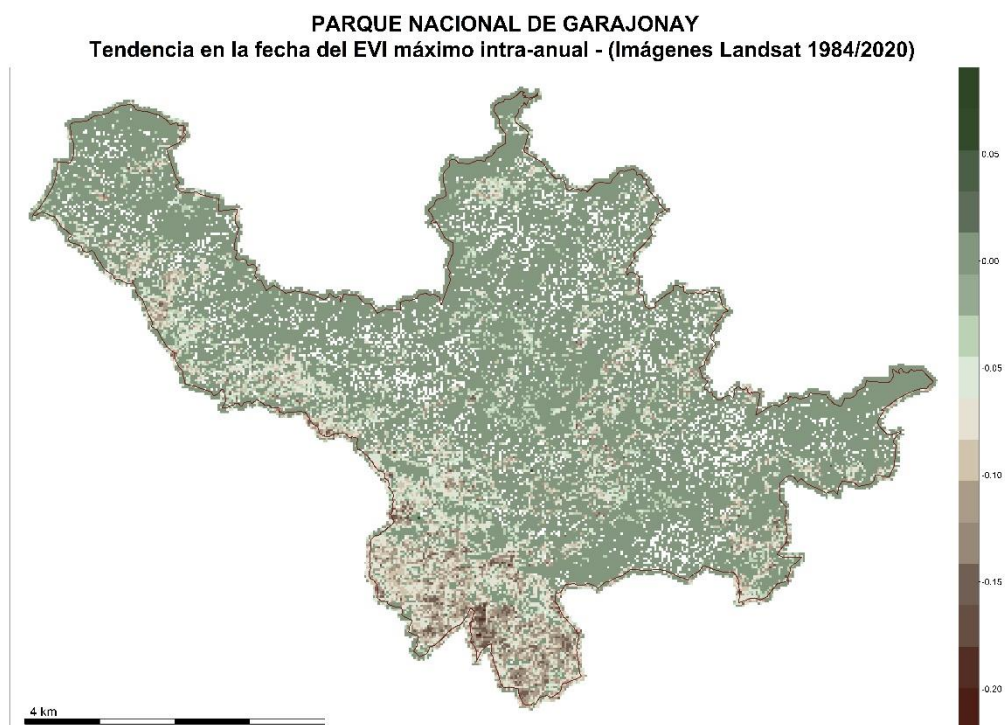 PARQUE NACIONAL DE GARAJONAY
Tendencia en la fecha del EVI máximo intra-anual - (Imágenes Landsat 1984/2020)
0.05
0.00
-0.05
-0.10
-0.15
-0.20
4 km